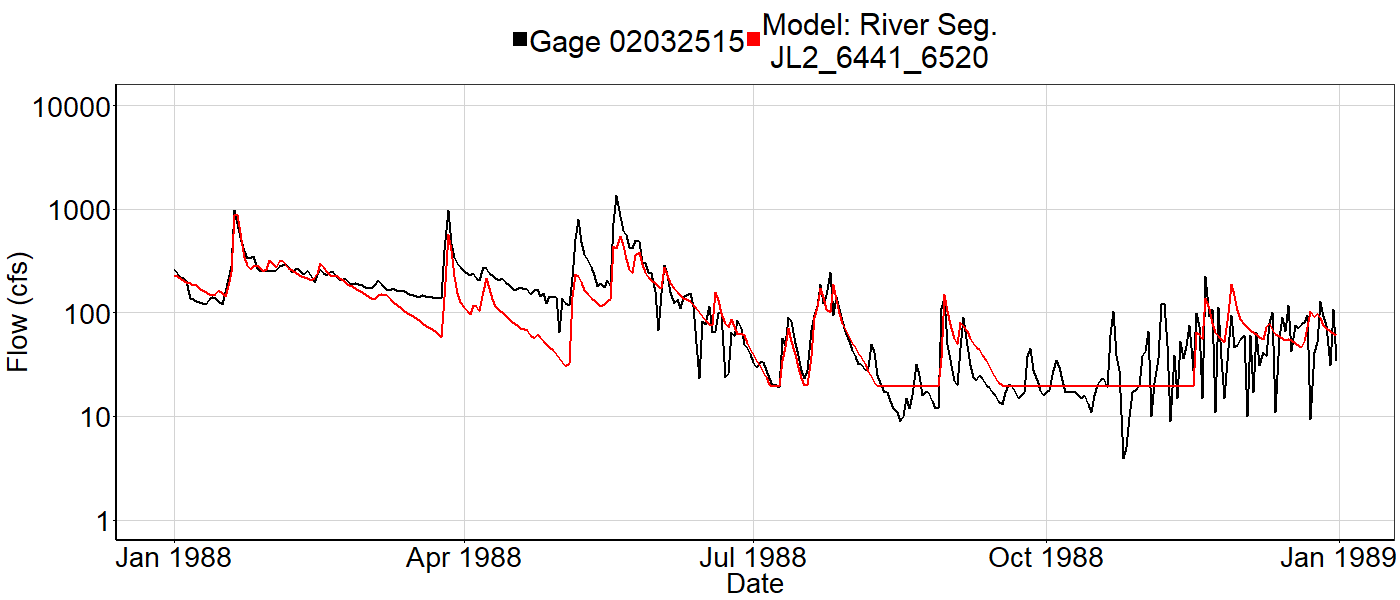 Gage 02032515
Model: River Seg.
JL2_6441_6520
Flow (cfs)
10000
1000
100
10
1
Jan 1988
Apr 1988
Jul 1988
Oct 1988
Jan 1989
Date